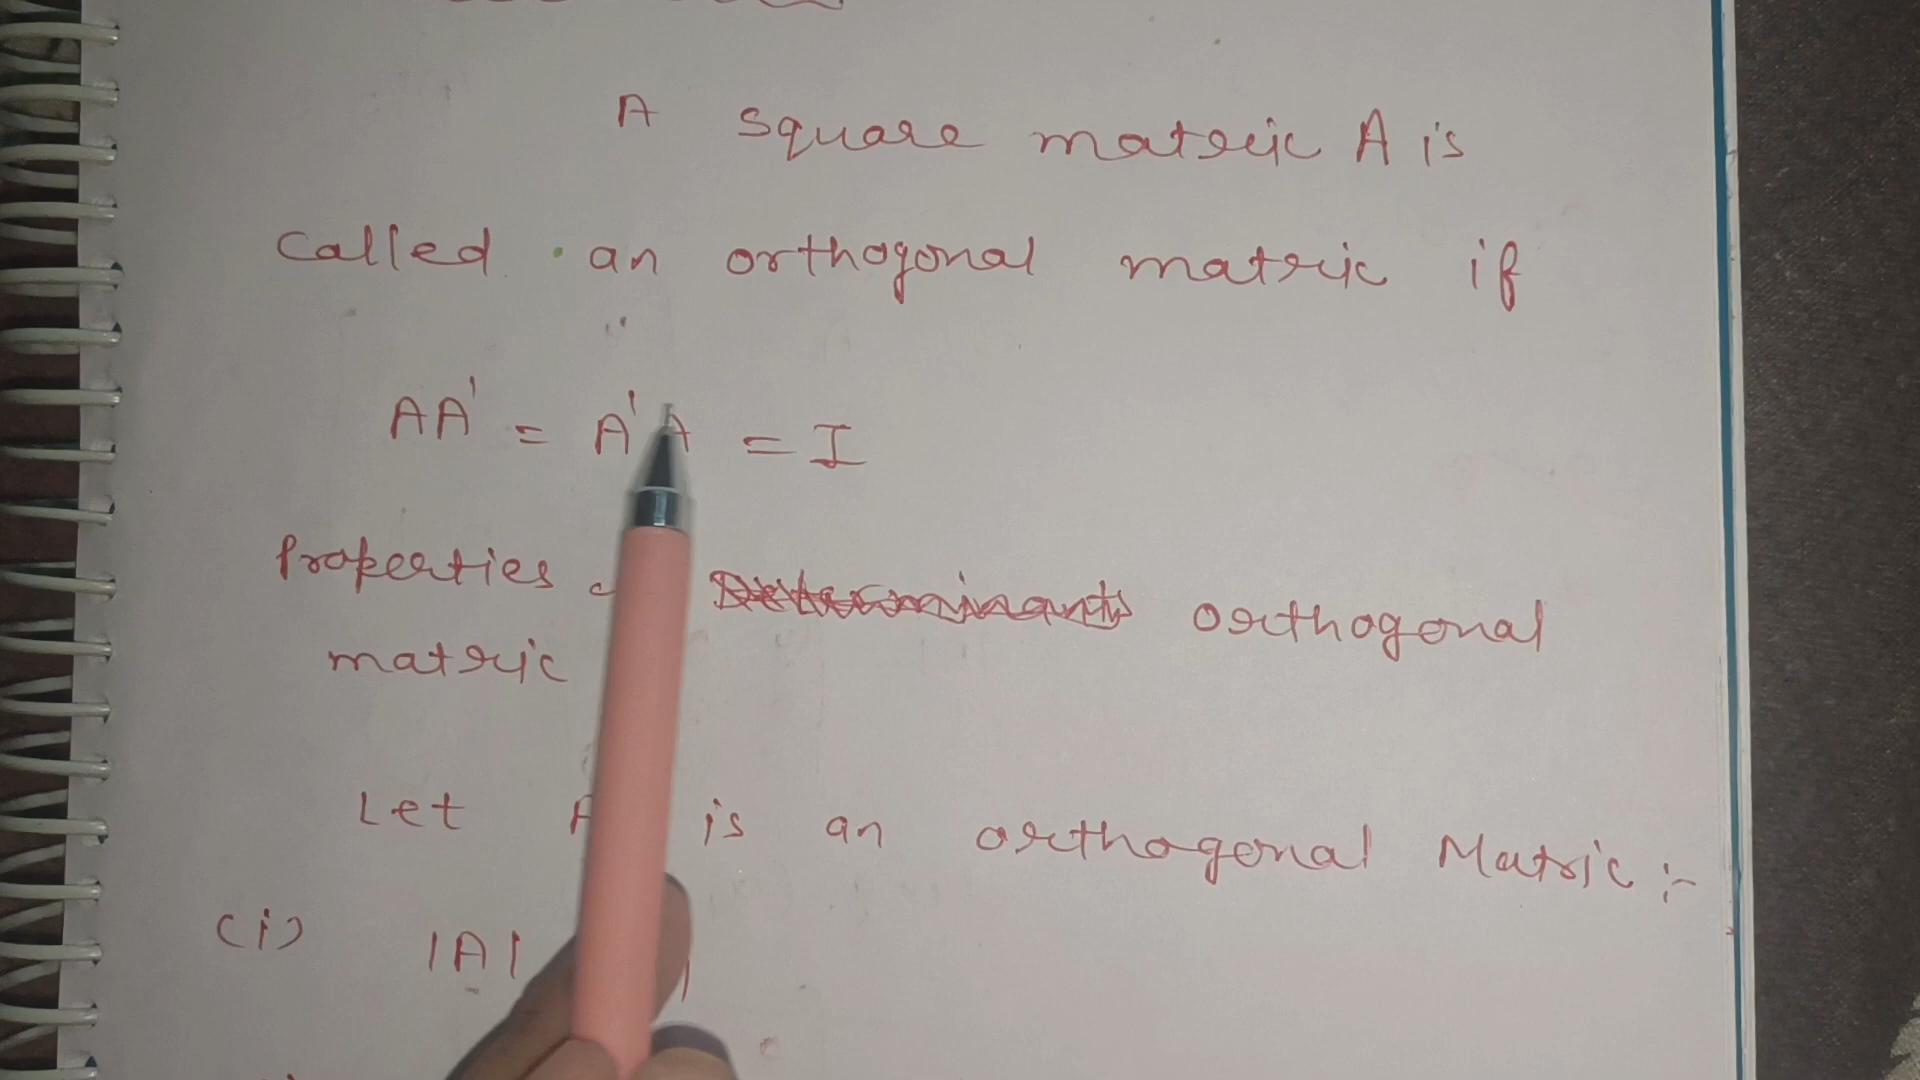 A square matric A is
called an orthogonal matric if
AA' = A'A = I
Properties orthogonal
matric
Let A is an orthogonal Matric :-
(i) |A|